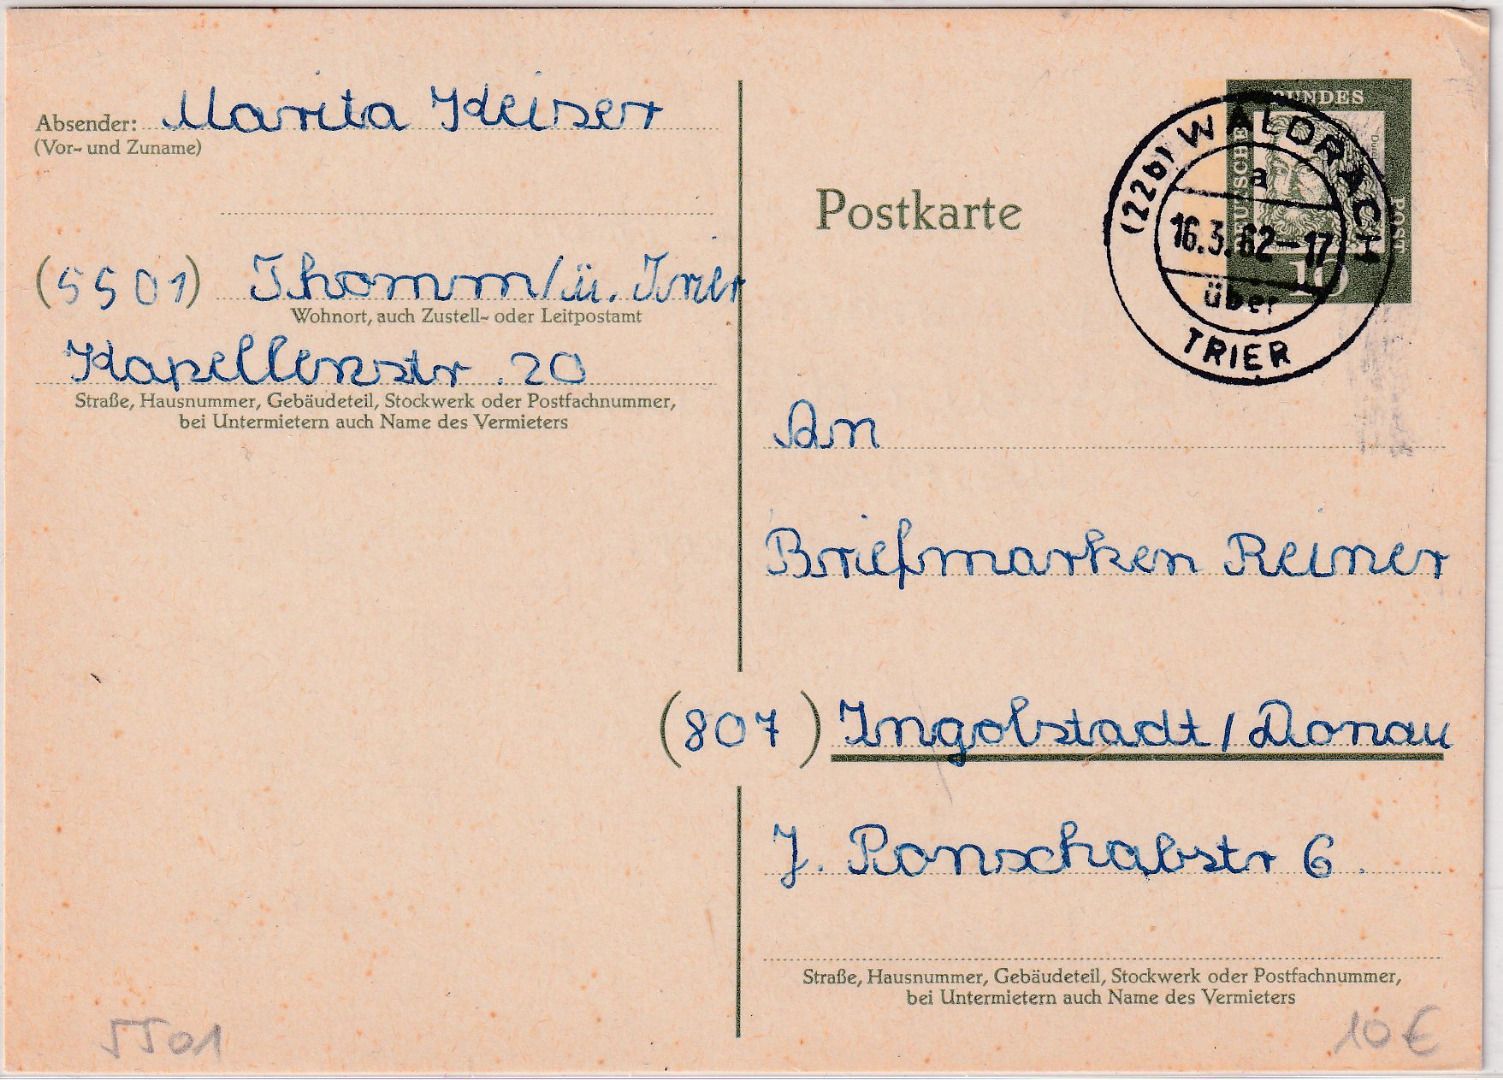 Absender: Marita Keiser
(Vor- und Zuname)
(5501) Thomm/ü. Trier
Wohnort, auch Zustell- oder Leitpostamt
Kapellenstr. 20
Straße, Hausnummer, Gebäudeteil, Stockwerk oder Postfachnummer,
bei Untermietern auch Name des Vermieters
5501
Postkarte
BUNDES
POST
10
(22b) WALDRACH
a
16.3.62-17
über
TRIER
An
Briefmarken Reiner
(807) Ingolstadt/Donau
J. Ponschabstr 6.
Straße, Hausnummer, Gebäudeteil, Stockwerk oder Postfachnummer,
bei Untermietern auch Name des Vermieters
10 €